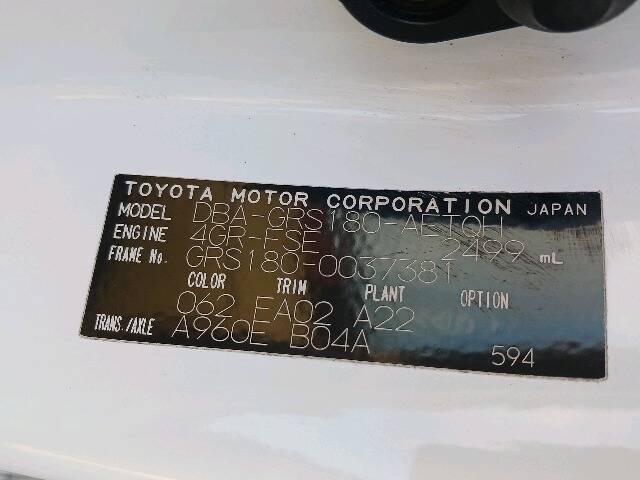 TOYOTA MOTOR CORPORATION JAPAN
MODEL DBA-GRS180-AETQH
ENGINE 4GR-FSE 2499 mL
FRAME No. GRS180-0037381
COLOR TRIM PLANT OPTION
062 EA02 A22
TRANS./AXLE A960E B04A 594